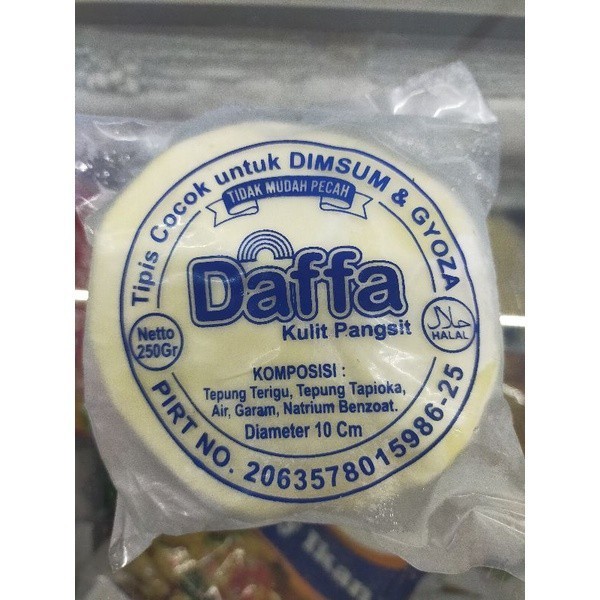 Tipis Cocok untuk DIMSUM & GYOZA
TIDAK MUDAH PECAH
Daffa
Kulit Pangsit
Netto
250Gr
حلال
HALAL
KOMPOSISI :
Tepung Terigu, Tepung Tapioka,
Air, Garam, Natrium Benzoat.
Diameter 10 Cm
PIRT NO. 2063578015986-25
Ikan